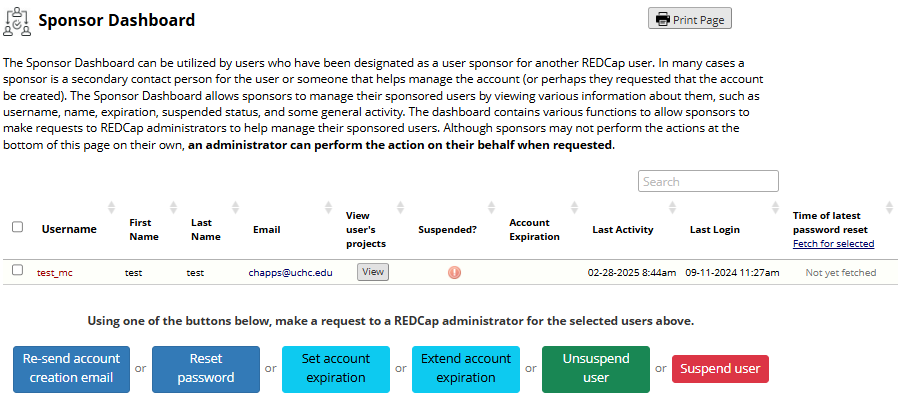 Sponsor Dashboard
Print Page
The Sponsor Dashboard can be utilized by users who have been designated as a user sponsor for another REDCap user. In many cases a
sponsor is a secondary contact person for the user or someone that helps manage the account (or perhaps they requested that the account
be created). The Sponsor Dashboard allows sponsors to manage their sponsored users by viewing various information about them, such as
username, name, expiration, suspended status, and some general activity. The dashboard contains various functions to allow sponsors to
make requests to REDCap administrators to help manage their sponsored users. Although sponsors may not perform the actions at the
bottom of this page on their own, an administrator can perform the action on their behalf when requested.
Search
Username
First
Name
Last
Name
Email
View
user's
projects
Suspended?
Account
Expiration
Last Activity
Last Login
Time of latest
password reset
Fetch for selected
test_mc test test chapps@uchc.edu View 02-28-2025 8:44am 09-11-2024 11:27am Not yet fetched
Using one of the buttons below, make a request to a REDCap administrator for the selected users above.
Re-send account
creation email
or
Reset
password
or
Set account
expiration
or
Extend account
expiration
or
Unsuspend
user
or
Suspend user